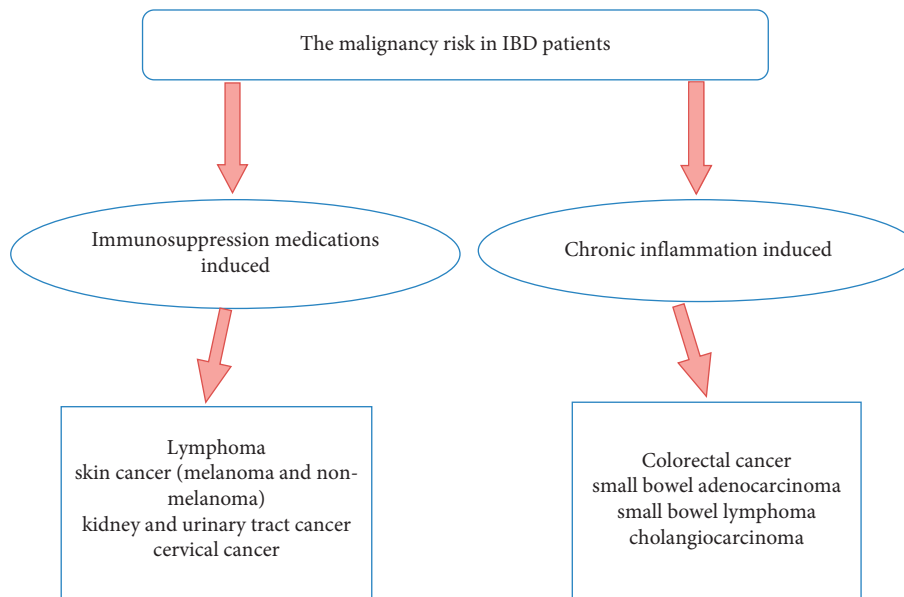 The malignancy risk in IBD patients
Immunosuppression medications
induced
Chronic inflammation induced
Lymphoma
skin cancer (melanoma and non-
melanoma)
kidney and urinary tract cancer
cervical cancer
Colorectal cancer
small bowel adenocarcinoma
small bowel lymphoma
cholangiocarcinoma